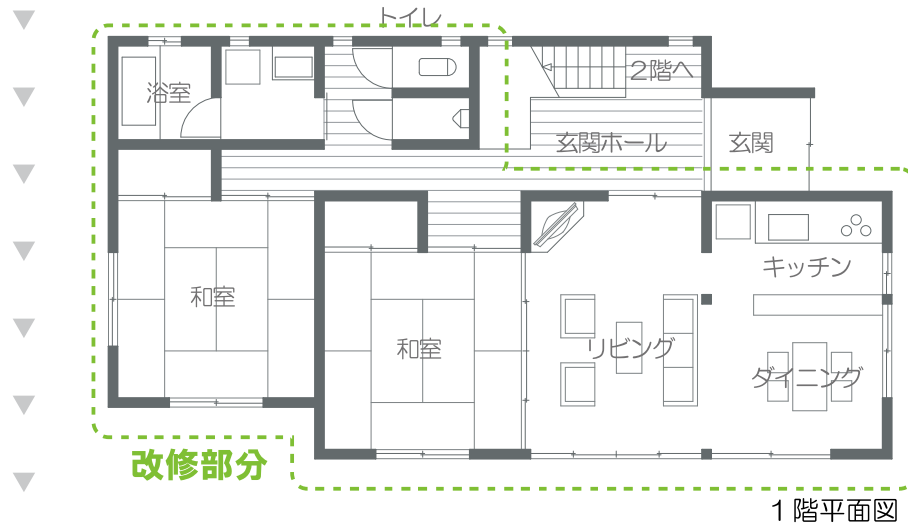 トイレ
浴室
2階へ
玄関ホール
玄関
キッチン
和室
和室
リビング
ダイニング
改修部分
1階平面図